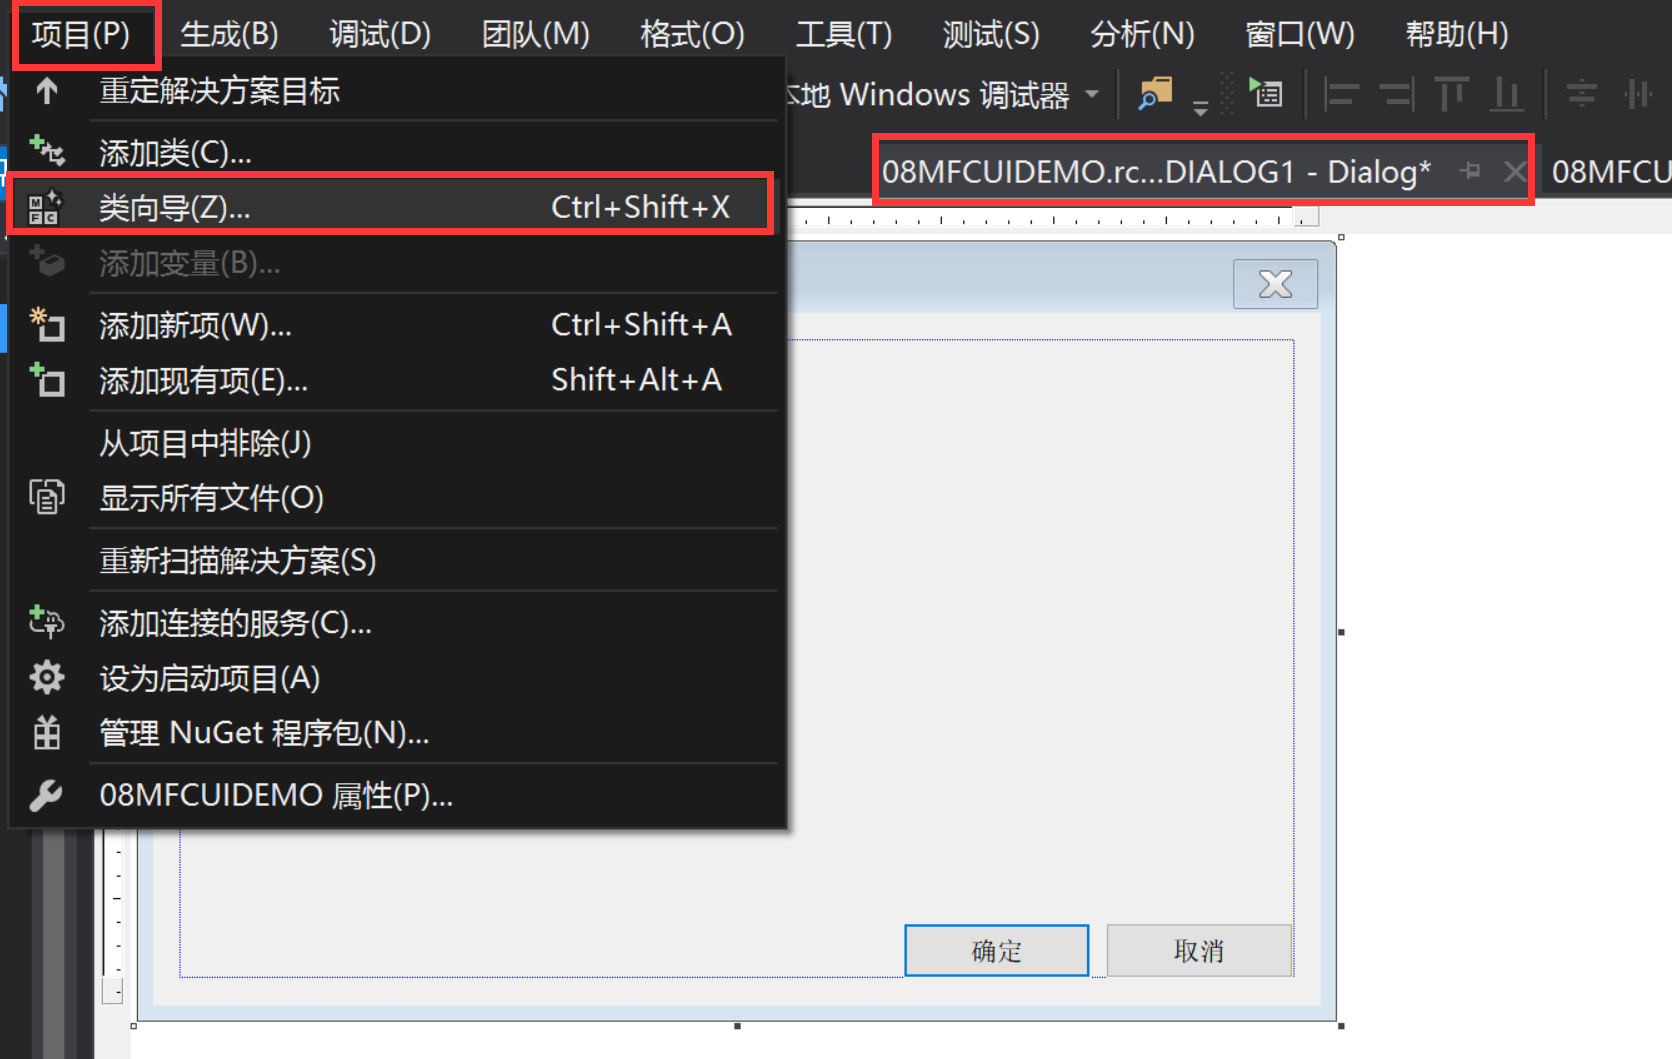 项目(P) 生成(B) 调试(D) 团队(M) 格式(O) 工具(T) 测试(S) 分析(N) 窗口(W) 帮助(H)
重定解决方案目标
本地 Windows 调试器
添加类(C)...
08MFCUIDEMO.rc...DIALOG1 - Dialog* 08MFCU
MFC 类向导(Z)... Ctrl+Shift+X
添加变量(B)...
添加新项(W)... Ctrl+Shift+A
添加现有项(E)... Shift+Alt+A
从项目中排除(J)
显示所有文件(O)
重新扫描解决方案(S)
添加连接的服务(C)...
设为启动项目(A)
管理 NuGet 程序包(N)...
08MFCUIDEMO 属性(P)...
确定 取消